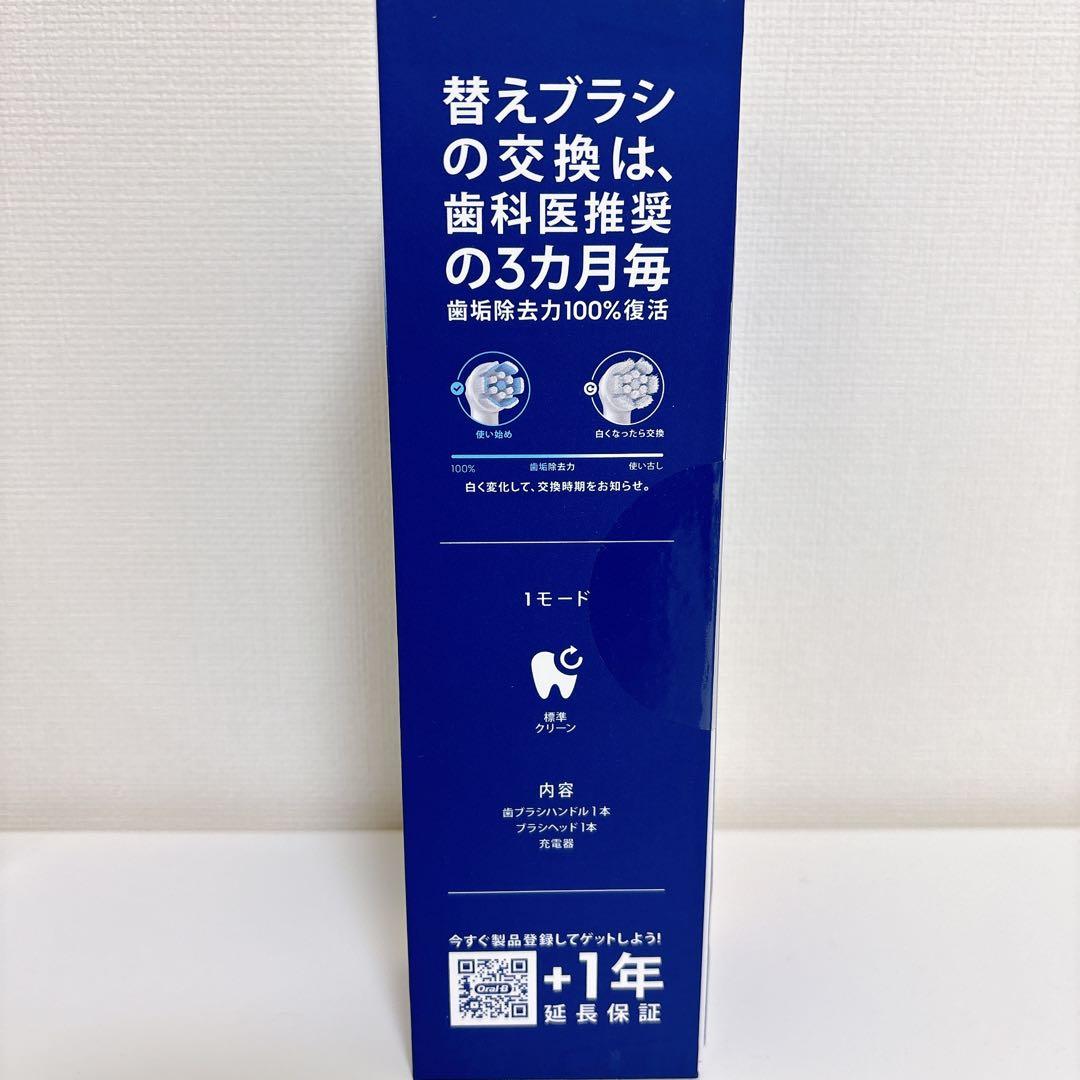 替えブラシ
の交換は、
歯科医推奨
の3カ月毎
歯垢除去力100%復活
使い始め
白くなったら交換
100%
歯垢除去力
使い古し
白く変化して、交換時期をお知らせ。
1モード
標準
クリーン
内容
歯ブラシハンドル1本
ブラシヘッド1本
充電器
今すぐ製品登録してゲットしよう!
Oral-B
+1年
延長保証